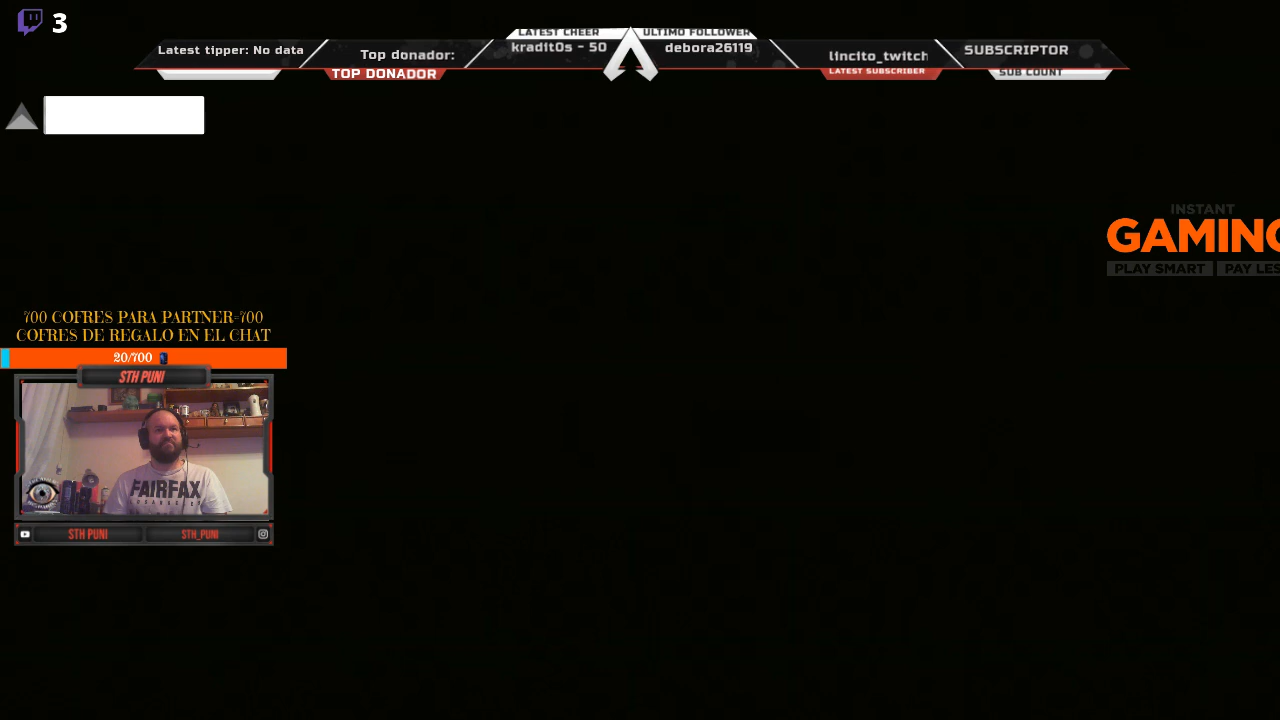 3
LATEST CHEER
ULTIMO FOLLOWER
Latest tipper: No data
Top donador:
kradit0s - 50
debora26119
lincito_twitch
SUBSCRIPTOR
TOP DONADOR
LATEST SUBSCRIBER
SUB COUNT
INSTANT
GAMING
PLAY SMART
PAY LES
700 COFRES PARA PARTNER=700
COFRES DE REGALO EN EL CHAT
20/700
STH PUNI
FAIRFAX
STH PUNI
STH_PUNI